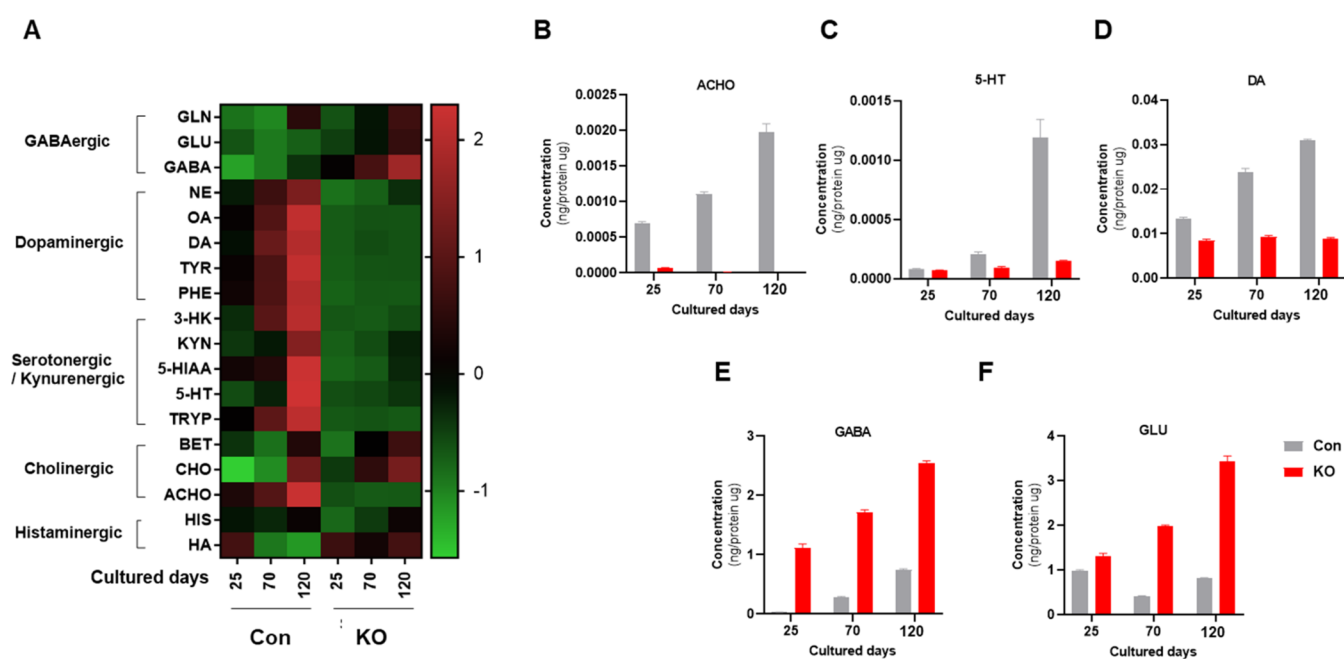 A
GABAergic
Dopaminergic
Serotonergic
/ Kynurenergic
Cholinergic
Histaminergic
GLN
GLU
GABA
NE
OA
DA
TYR
PHE
3-HK
KYN
5-HIAA
5-HT
TRYP
BET
CHO
ACHO
HIS
HA
Cultured days
25 70 120 25 70 120
Con KO
2
1
0
-1
B
ACHO
Concentration
(ng/protein ug)
0.0025
0.0020
0.0015
0.0010
0.0005
0.0000
25 70 120
Cultured days
C
5-HT
Concentration
(ng/protein ug)
0.0015
0.0010
0.0005
0.0000
25 70 120
Cultured days
D
DA
Concentration
(ng/protein ug)
0.04
0.03
0.02
0.01
0.00
25 70 120
Cultured days
E
GABA
Concentration
(ng/protein ug)
3
2
1
0
25 70 120
Cultured days
F
GLU
Concentration
(ng/protein ug)
4
3
2
1
0
25 70 120
Cultured days
Con
KO